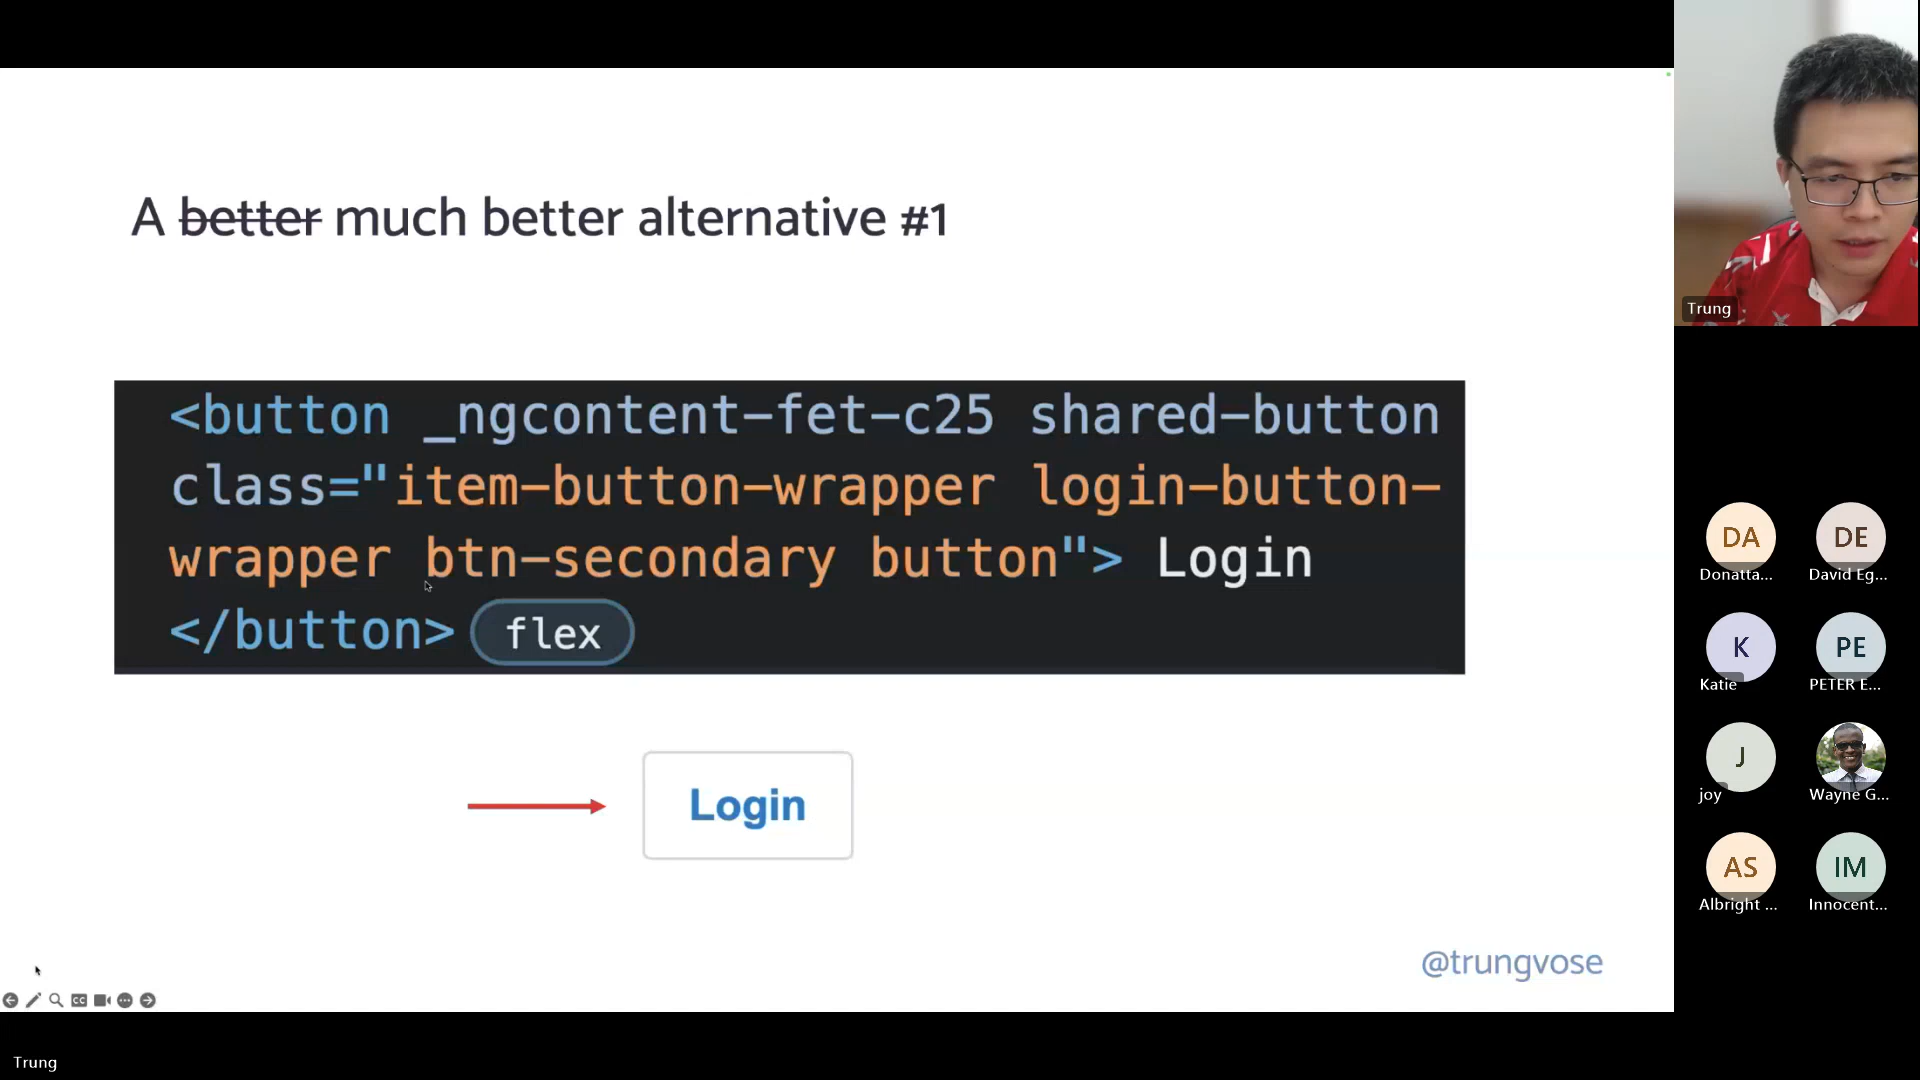 A better much better alternative #1
<button _ngcontent-fet-c25 shared-button
class="item-button-wrapper login-button-
wrapper btn-secondary button"> Login
</button> flex
Login
@trungvose
CC
Trung
Trung
DA
Donatta...
DE
David Eg...
K
Katie
PE
PETER E...
J
joy
Wayne G...
AS
Albright ...
IM
Innocent...